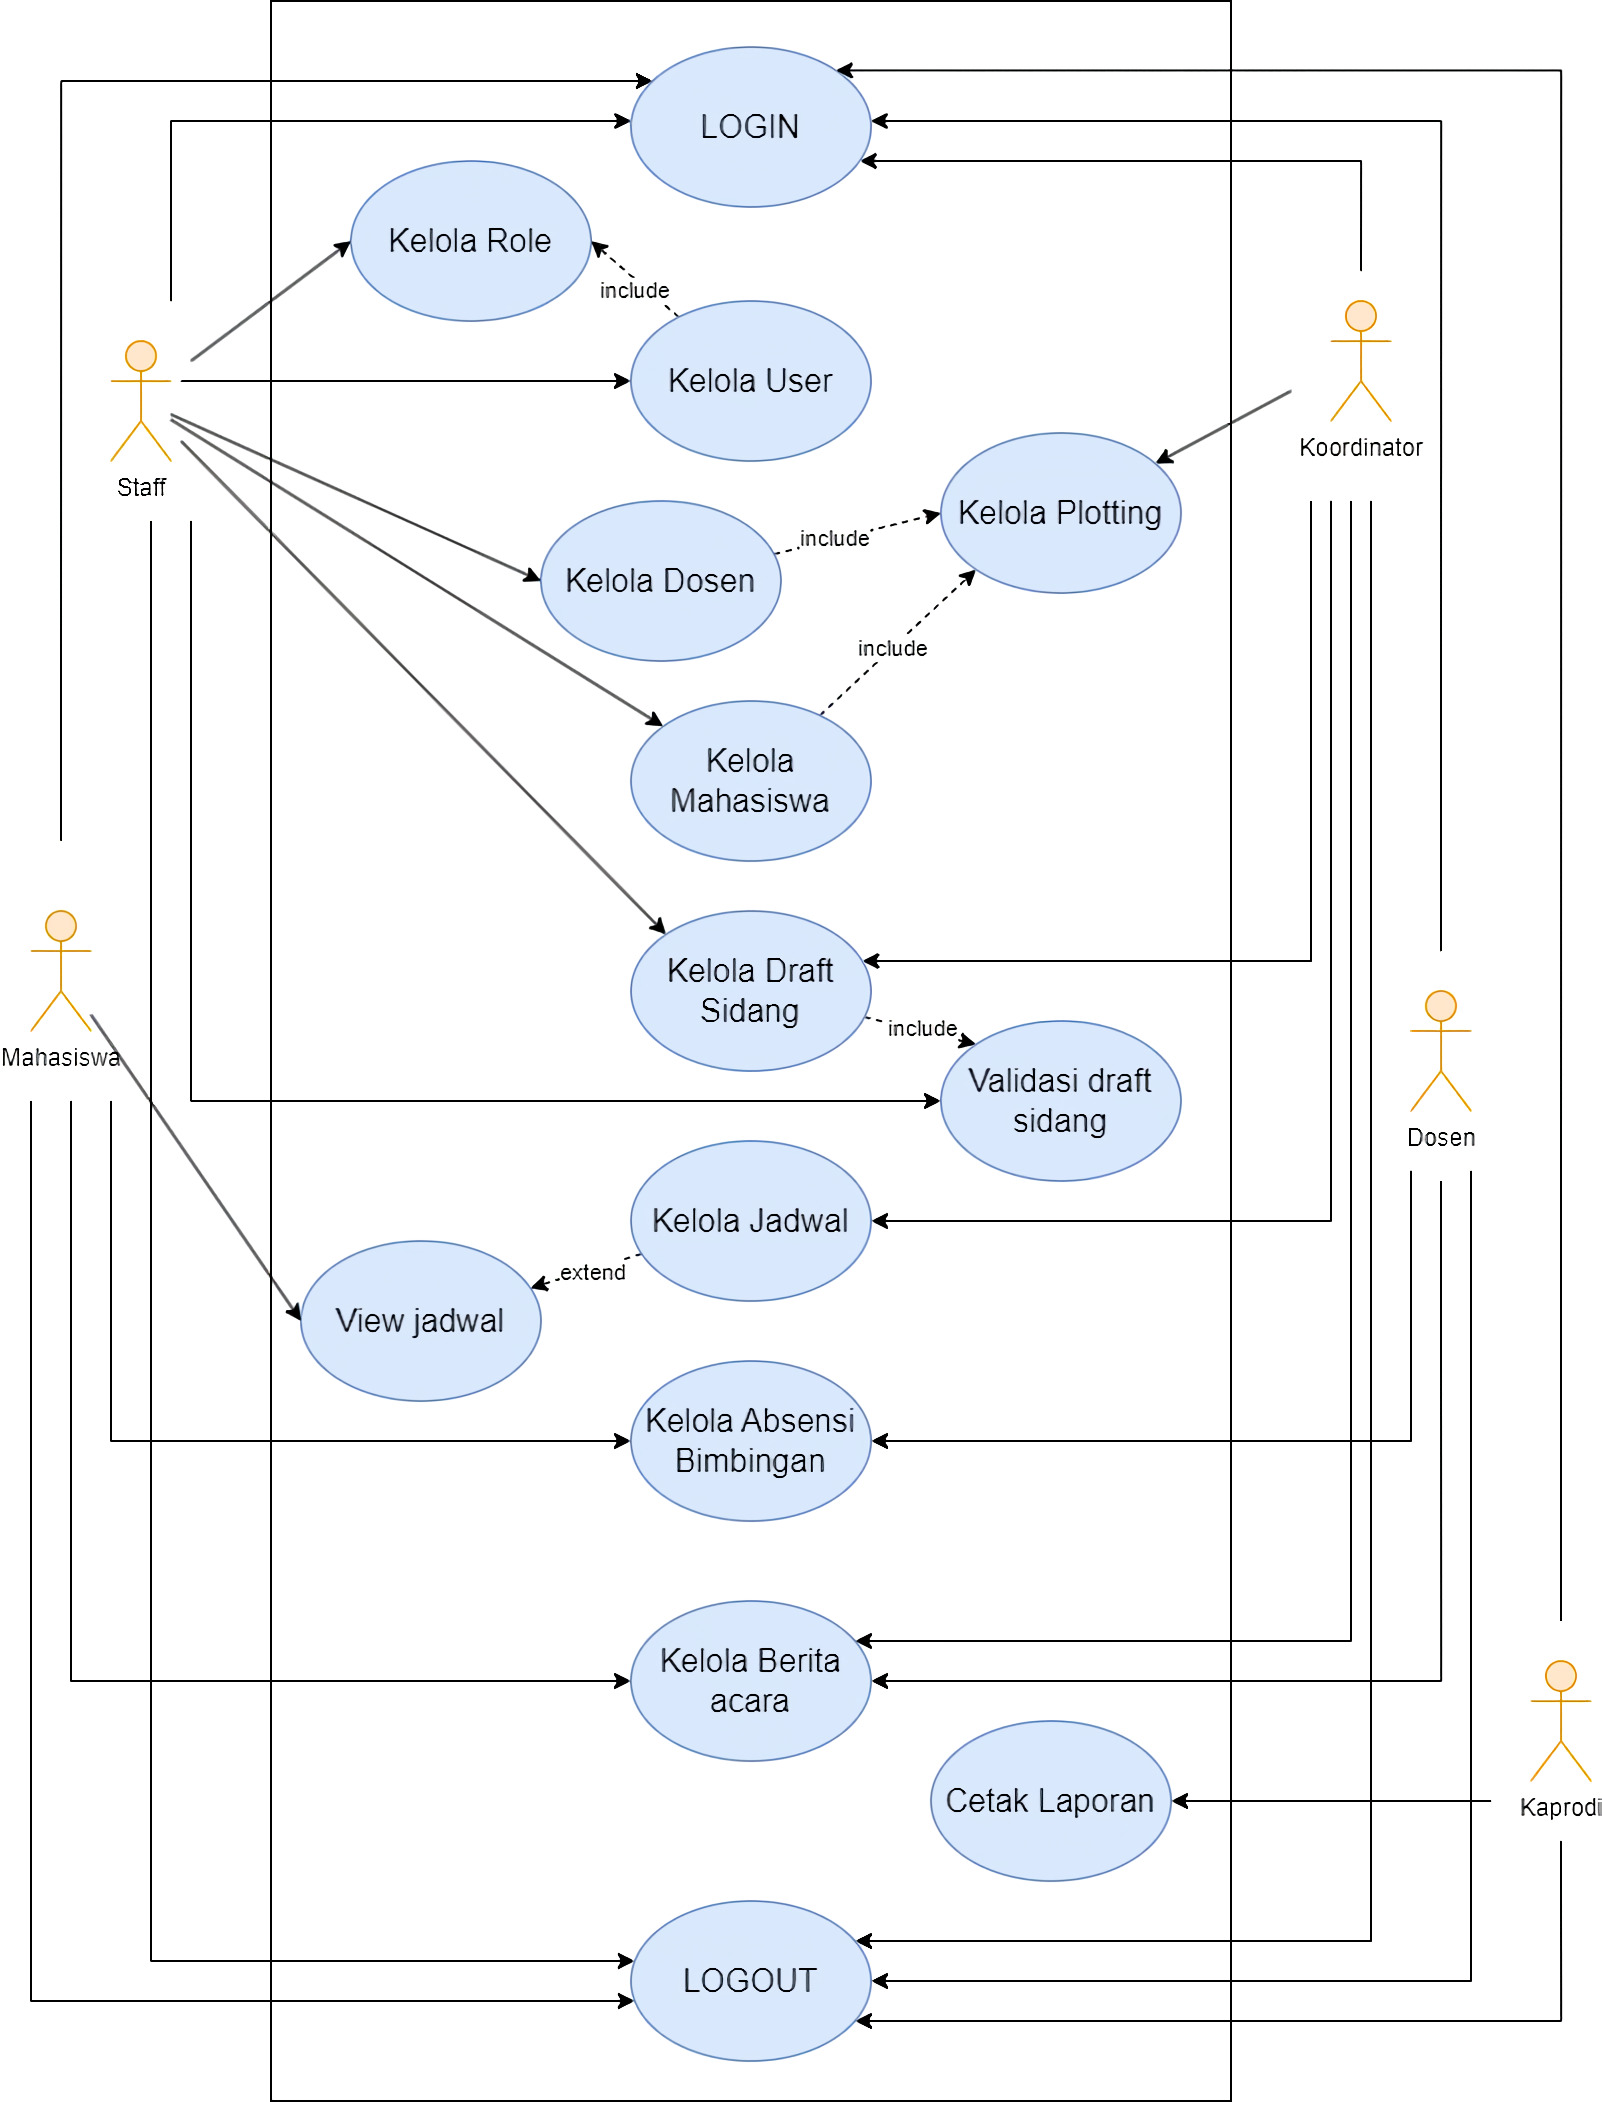 LOGIN
Kelola Role
include
Kelola User
Koordinator
Staff
Kelola Plotting
include
Kelola Dosen
include
Kelola
Mahasiswa
Kelola Draft
Sidang
include
Mahasiswa
Validasi draft
sidang
Dosen
Kelola Jadwal
extend
View jadwal
Kelola Absensi
Bimbingan
Kelola Berita
acara
Cetak Laporan
Kaprodi
LOGOUT